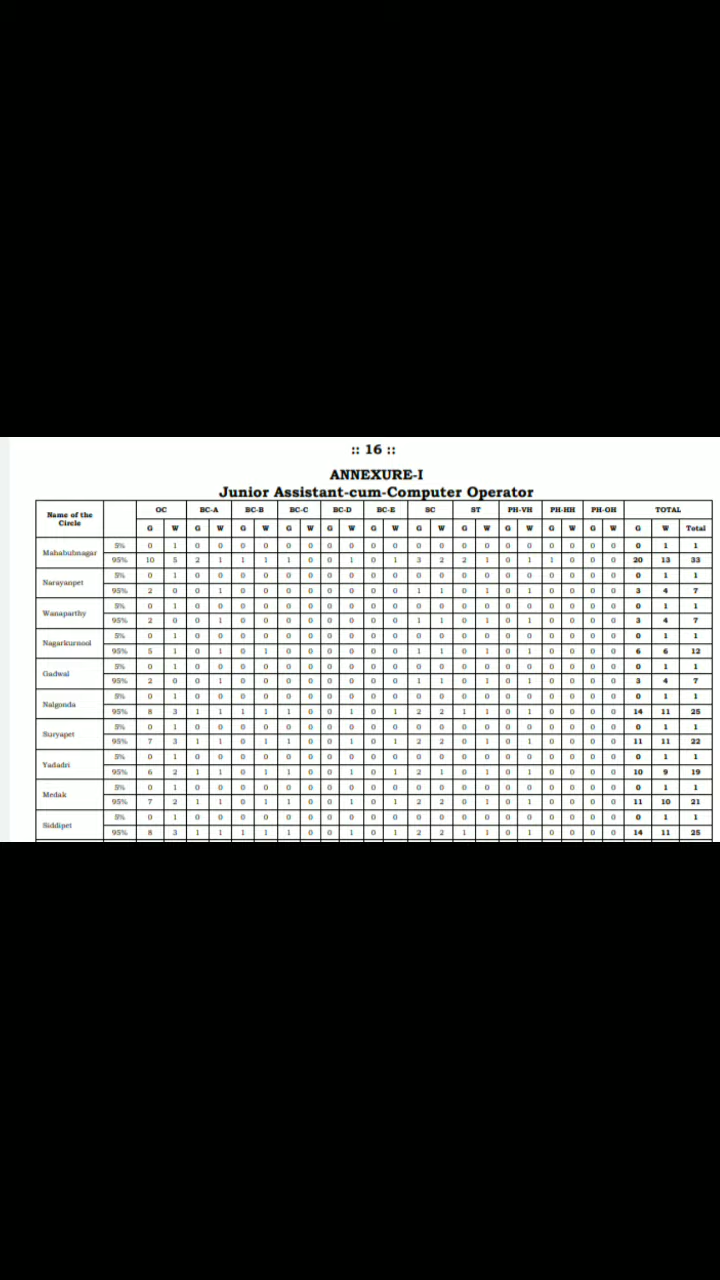 :: 16 ::
ANNEXURE-I
Junior Assistant-cum-Computer Operator
Name of the Circle OC BC-A BC-B BC-C BC-D BC-E SC ST PH-VH PH-HH PH-OH TOTAL
G W G W G W G W G W G W G W G W G W G W G W G W Total
Mahabubnagar 5% 0 1 0 0 0 0 0 0 0 0 0 0 0 0 0 0 0 0 0 0 0 0 0 1 1
95% 10 5 2 1 1 1 1 0 0 1 0 1 3 2 2 1 0 1 1 0 0 0 20 13 33
Narayanpet 5% 0 1 0 0 0 0 0 0 0 0 0 0 0 0 0 0 0 0 0 0 0 0 0 1 1
95% 2 0 0 1 0 0 0 0 0 0 0 0 1 1 0 1 0 1 0 0 0 0 3 4 7
Wanaparthy 5% 0 1 0 0 0 0 0 0 0 0 0 0 0 0 0 0 0 0 0 0 0 0 0 1 1
95% 2 0 0 1 0 0 0 0 0 0 0 0 1 1 0 1 0 1 0 0 0 0 3 4 7
Nagarkurnool 5% 0 1 0 0 0 0 0 0 0 0 0 0 0 0 0 0 0 0 0 0 0 0 0 1 1
95% 5 1 0 1 0 1 0 0 0 0 0 0 1 1 0 1 0 1 0 0 0 0 6 6 12
Gadwal 5% 0 1 0 0 0 0 0 0 0 0 0 0 0 0 0 0 0 0 0 0 0 0 0 1 1
95% 2 0 0 1 0 0 0 0 0 0 0 0 1 1 0 1 0 1 0 0 0 0 3 4 7
Nalgonda 5% 0 1 0 0 0 0 0 0 0 0 0 0 0 0 0 0 0 0 0 0 0 0 0 1 1
95% 8 3 1 1 1 1 1 0 0 1 0 1 2 2 1 1 0 1 0 0 0 0 14 11 25
Suryapet 5% 0 1 0 0 0 0 0 0 0 0 0 0 0 0 0 0 0 0 0 0 0 0 0 1 1
95% 7 3 1 1 0 1 1 0 0 1 0 1 2 2 0 1 0 1 0 0 0 0 11 11 22
Yadadri 5% 0 1 0 0 0 0 0 0 0 0 0 0 0 0 0 0 0 0 0 0 0 0 0 1 1
95% 6 2 1 1 0 1 1 0 0 1 0 1 2 1 0 1 0 1 0 0 0 0 10 9 19
Medak 5% 0 1 0 0 0 0 0 0 0 0 0 0 0 0 0 0 0 0 0 0 0 0 0 1 1
95% 7 2 1 1 0 1 1 0 0 1 0 1 2 2 0 1 0 1 0 0 0 0 11 10 21
Siddipet 5% 0 1 0 0 0 0 0 0 0 0 0 0 0 0 0 0 0 0 0 0 0 0 0 1 1
95% 8 3 1 1 1 1 1 0 0 1 0 1 2 2 1 1 0 1 0 0 0 0 14 11 25